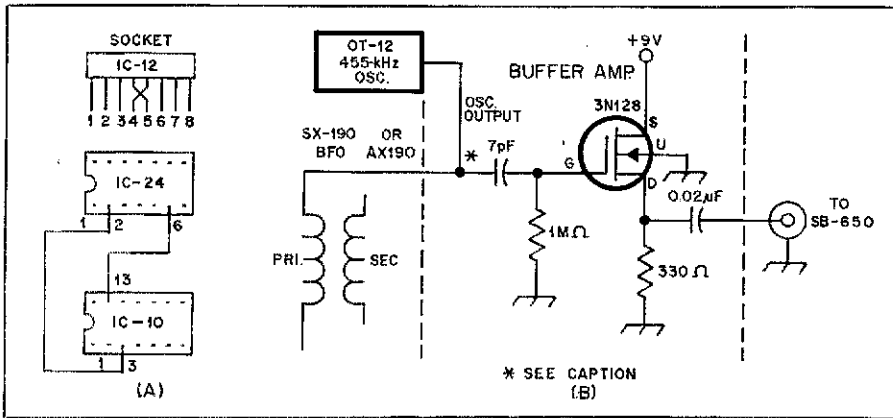 SOCKET
IC-12
1 2 3 4 5 6 7 8
IC-24
1 2 6
13
IC-10
1 3
(A)
OT-12
455-kHz
OSC.
OSC.
OUTPUT
SX-190 OR
BFO AX190
PRI. SEC
*
7pF
G
1MΩ
BUFFER AMP
+9V
3N128
S
U
D
0.02µF
330Ω
TO
SB-650
* SEE CAPTION
(B)